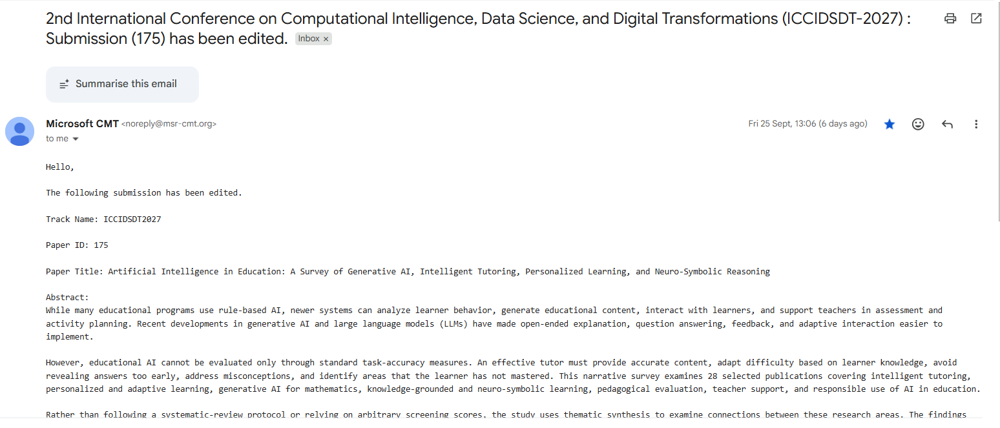 2nd International Conference on Computational Intelligence, Data Science, and Digital Transformations (ICCIDSDT-2027) :
Submission (175) has been edited. Inbox ×
Summarise this email
Microsoft CMT <noreply@msr-cmt.org>
Fri 25 Sept, 13:06 (6 days ago)
to me
Hello,
The following submission has been edited.
Track Name: ICCIDSDT2027
Paper ID: 175
Paper Title: Artificial Intelligence in Education: A Survey of Generative AI, Intelligent Tutoring, Personalized Learning, and Neuro-Symbolic Reasoning
Abstract:
While many educational programs use rule-based AI, newer systems can analyze learner behavior, generate educational content, interact with learners, and support teachers in assessment and
activity planning. Recent developments in generative AI and large language models (LLMs) have made open-ended explanation, question answering, feedback, and adaptive interaction easier to
implement.
However, educational AI cannot be evaluated only through standard task-accuracy measures. An effective tutor must provide accurate content, adapt difficulty based on learner knowledge, avoid
revealing answers too early, address misconceptions, and identify areas that the learner has not mastered. This narrative survey examines 28 selected publications covering intelligent tutoring,
personalized and adaptive learning, generative AI for mathematics, knowledge-grounded and neuro-symbolic learning, pedagogical evaluation, teacher support, and responsible use of AI in education.
Rather than following a systematic-review protocol or relying on arbitrary screening scores, the study uses thematic synthesis to examine connections between these research areas. The findings